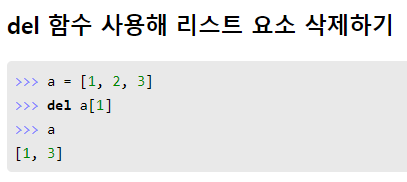 del 함수 사용해 리스트 요소 삭제하기
>>> a = [1, 2, 3]
>>> del a[1]
>>> a
[1, 3]